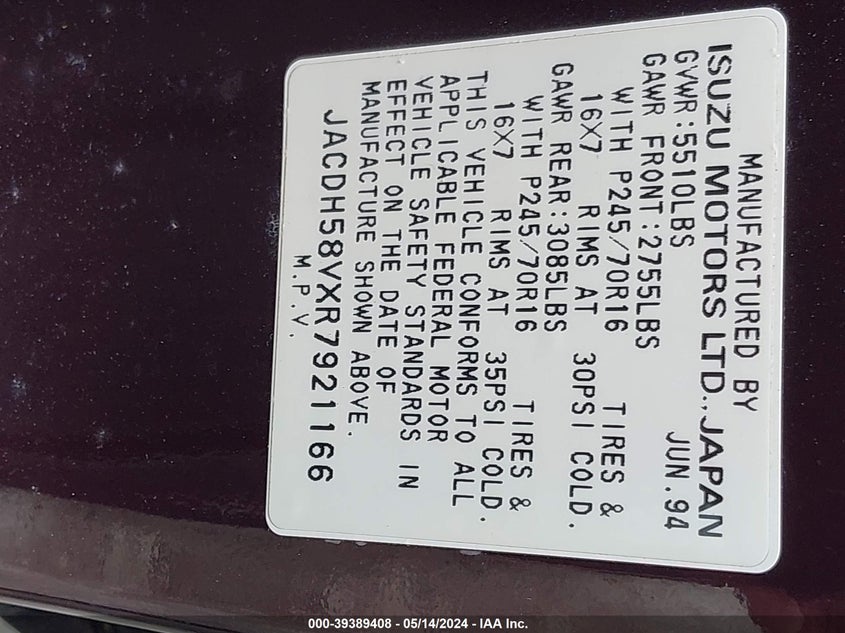 MANUFACTURED BY
ISUZU MOTORS LTD., JAPAN
GVWR:5510LBS JUN.94
GAWR FRONT:2755LBS
WITH P245/70R16 TIRES &
16X7 RIMS AT 30PSI COLD.
GAWR REAR:3085LBS
WITH P245/70R16 TIRES &
16X7 RIMS AT 35PSI COLD.
THIS VEHICLE CONFORMS TO ALL
APPLICABLE FEDERAL MOTOR
VEHICLE SAFETY STANDARDS IN
EFFECT ON THE DATE OF
MANUFACTURE SHOWN ABOVE.
JACDH58VXR7921166
M.P.V.
000-39389408 - 05/14/2024 - IAA Inc.